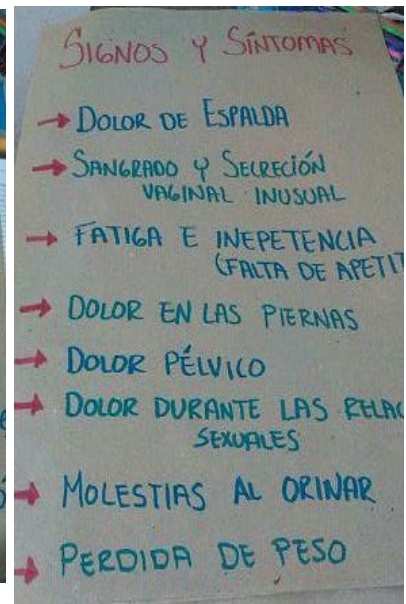 SIGNOS Y SÍNTOMAS
→ DOLOR DE ESPALDA
→ SANGRADO Y SECRECIÓN
VAGINAL INUSUAL
→ FATIGA E INEPETENCIA
(FALTA DE APETIT
→ DOLOR EN LAS PIERNAS
→ DOLOR PÉLVICO
→ DOLOR DURANTE LAS RELAC
SEXUALES
→ MOLESTIAS AL ORINAR
→ PERDIDA DE PESO